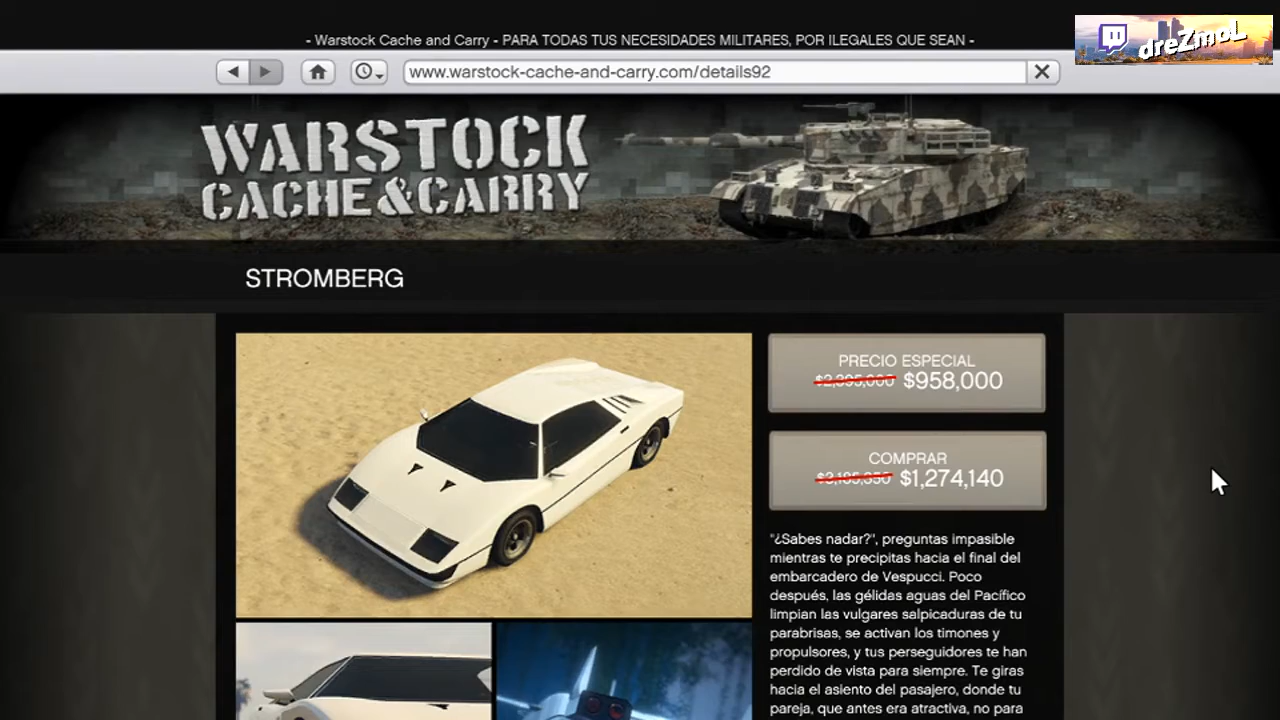 - Warstock Cache and Carry - PARA TODAS TUS NECESIDADES MILITARES, POR ILEGALES QUE SEAN -
dreZmoL
www.warstock-cache-and-carry.com/details92
WARSTOCK
CACHE&CARRY
STROMBERG
PRECIO ESPECIAL
$958,000
COMPRAR
$1,274,140
"¿Sabes nadar?", preguntas impasible
mientras te precipitas hacia el final del
embarcadero de Vespucci. Poco
después, las gélidas aguas del Pacífico
limpian las vulgares salpicaduras de tu
parabrisas, se activan los timones y
propulsores, y tus perseguidores te han
perdido de vista para siempre. Te giras
hacia el asiento del pasajero, donde tu
pareja, que antes era atractiva, no para